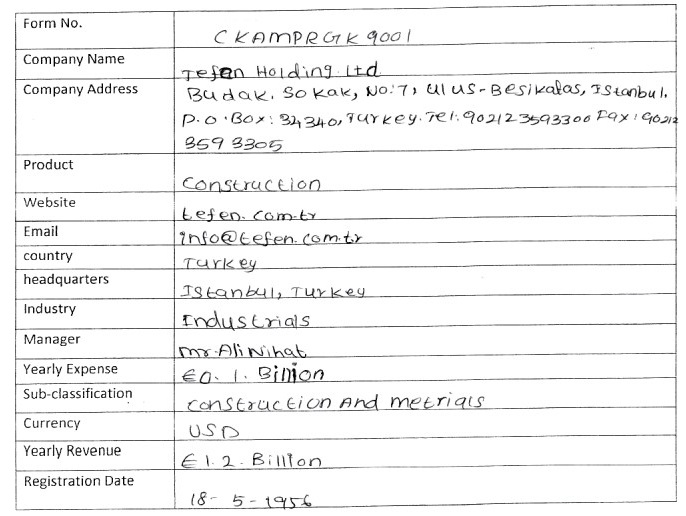 Form No. CKAMPRGK9001
Company Name Tefen Holding. Ltd
Company Address Budak. Sokak, No:7, Ulus-Besikatas, Istanbul.
P.O.Box: 34340, Turkey. Tel: 902123593300 Fax: 90212
3593305
Product Construction
Website tefen.com.tr
Email info@tefen.com.tr
country Turkey
headquarters Istanbul, Turkey
Industry Industrials
Manager mr.Ali Nihat
Yearly Expense €0.1.Billion
Sub-classification construction And metrials
Currency USD
Yearly Revenue €1.2.Billion
Registration Date 18-5-1956